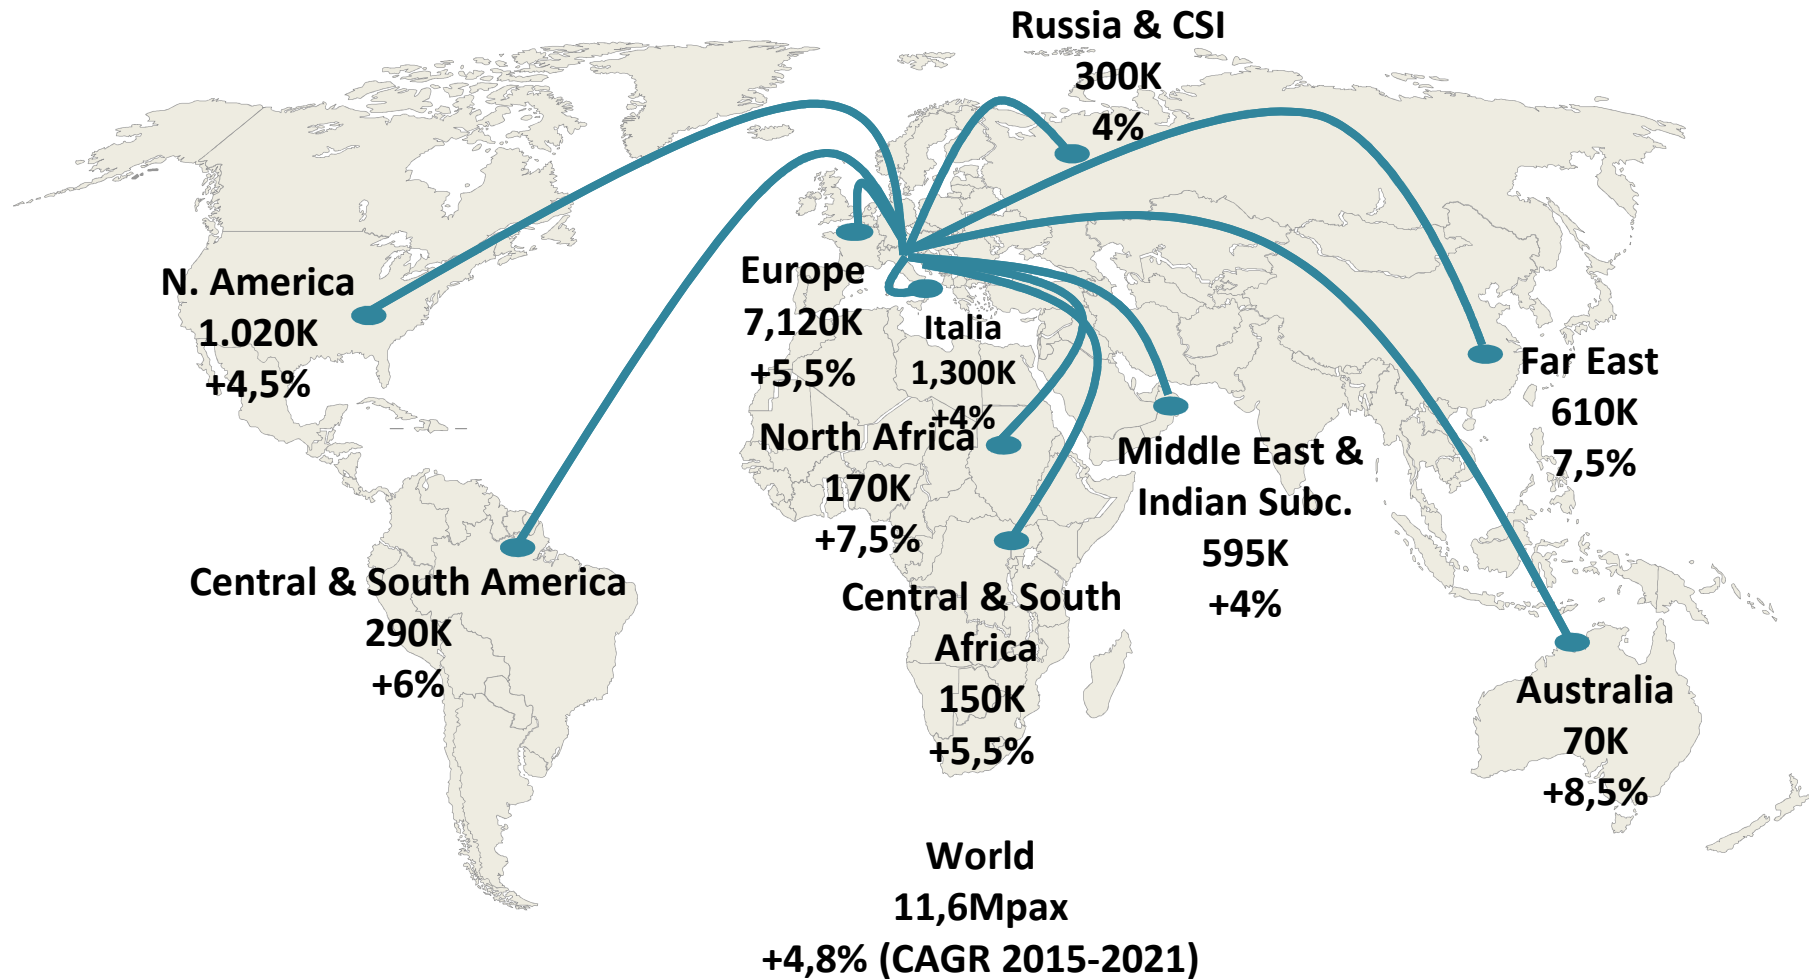 Russia & CSI
300K
4%
N. America
1.020K
+4,5%
Europe
7,120K
+5,5%
Italia
1,300K
+4%
Far East
610K
7,5%
North Africa
170K
+7,5%
Middle East &
Indian Subc.
595K
+4%
Central & South America
290K
+6%
Central & South
Africa
150K
+5,5%
Australia
70K
+8,5%
World
11,6Mpax
+4,8% (CAGR 2015-2021)